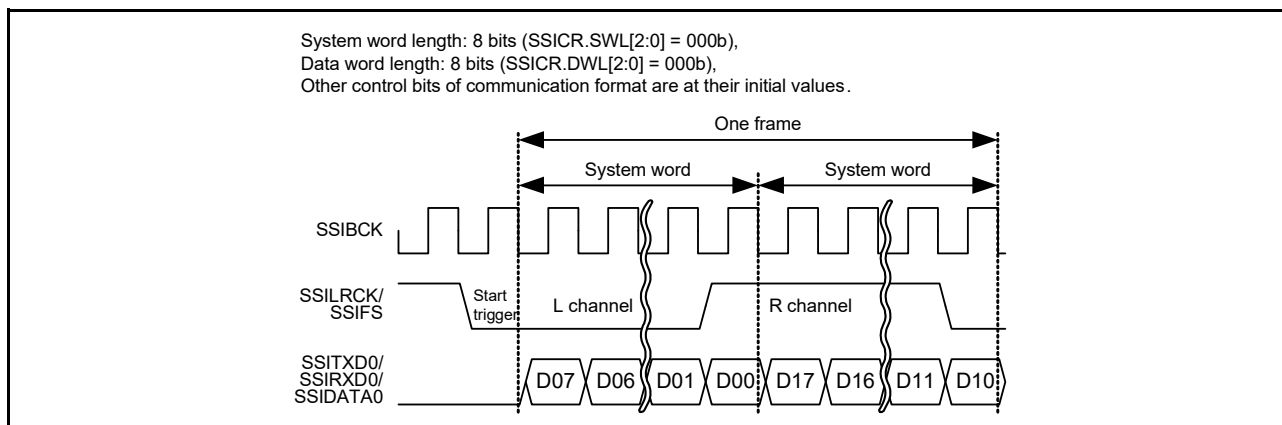 System word length: 8 bits (SSICR.SWL[2:0] = 000b),
Data word length: 8 bits (SSICR.DWL[2:0] = 000b),
Other control bits of communication format are at their initial values.
One frame
System word System word
SSIBCK
SSILRCK/
SSIFS
Start
trigger
L channel
R channel
SSITXD0/
SSIRXD0/
SSIDATA0
D07 D06 D01 D00 D17 D16 D11 D10